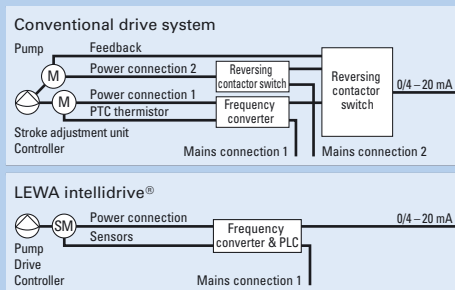 Conventional drive system
Pump
Feedback
M
Power connection 2
Reversing
contactor switch
Reversing
contactor
switch
0/4 – 20 mA
M
Power connection 1
PTC thermistor
Frequency
converter
Stroke adjustment unit
Controller
Mains connection 1
Mains connection 2
LEWA intellidrive®
SM
Power connection
Sensors
Frequency
converter & PLC
0/4 – 20 mA
Pump
Drive
Controller
Mains connection 1